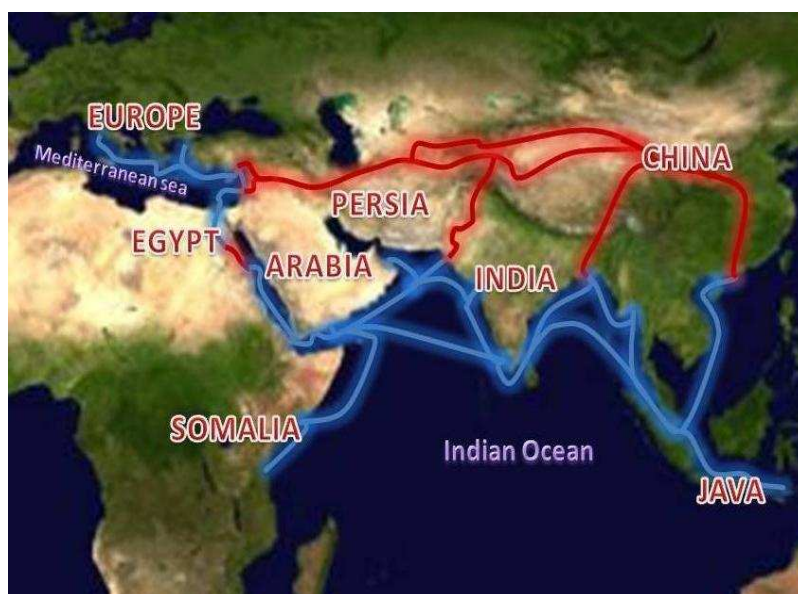 EUROPE
Mediterranean sea
CHINA
PERSIA
EGYPT
ARABIA
INDIA
SOMALIA
Indian Ocean
JAVA